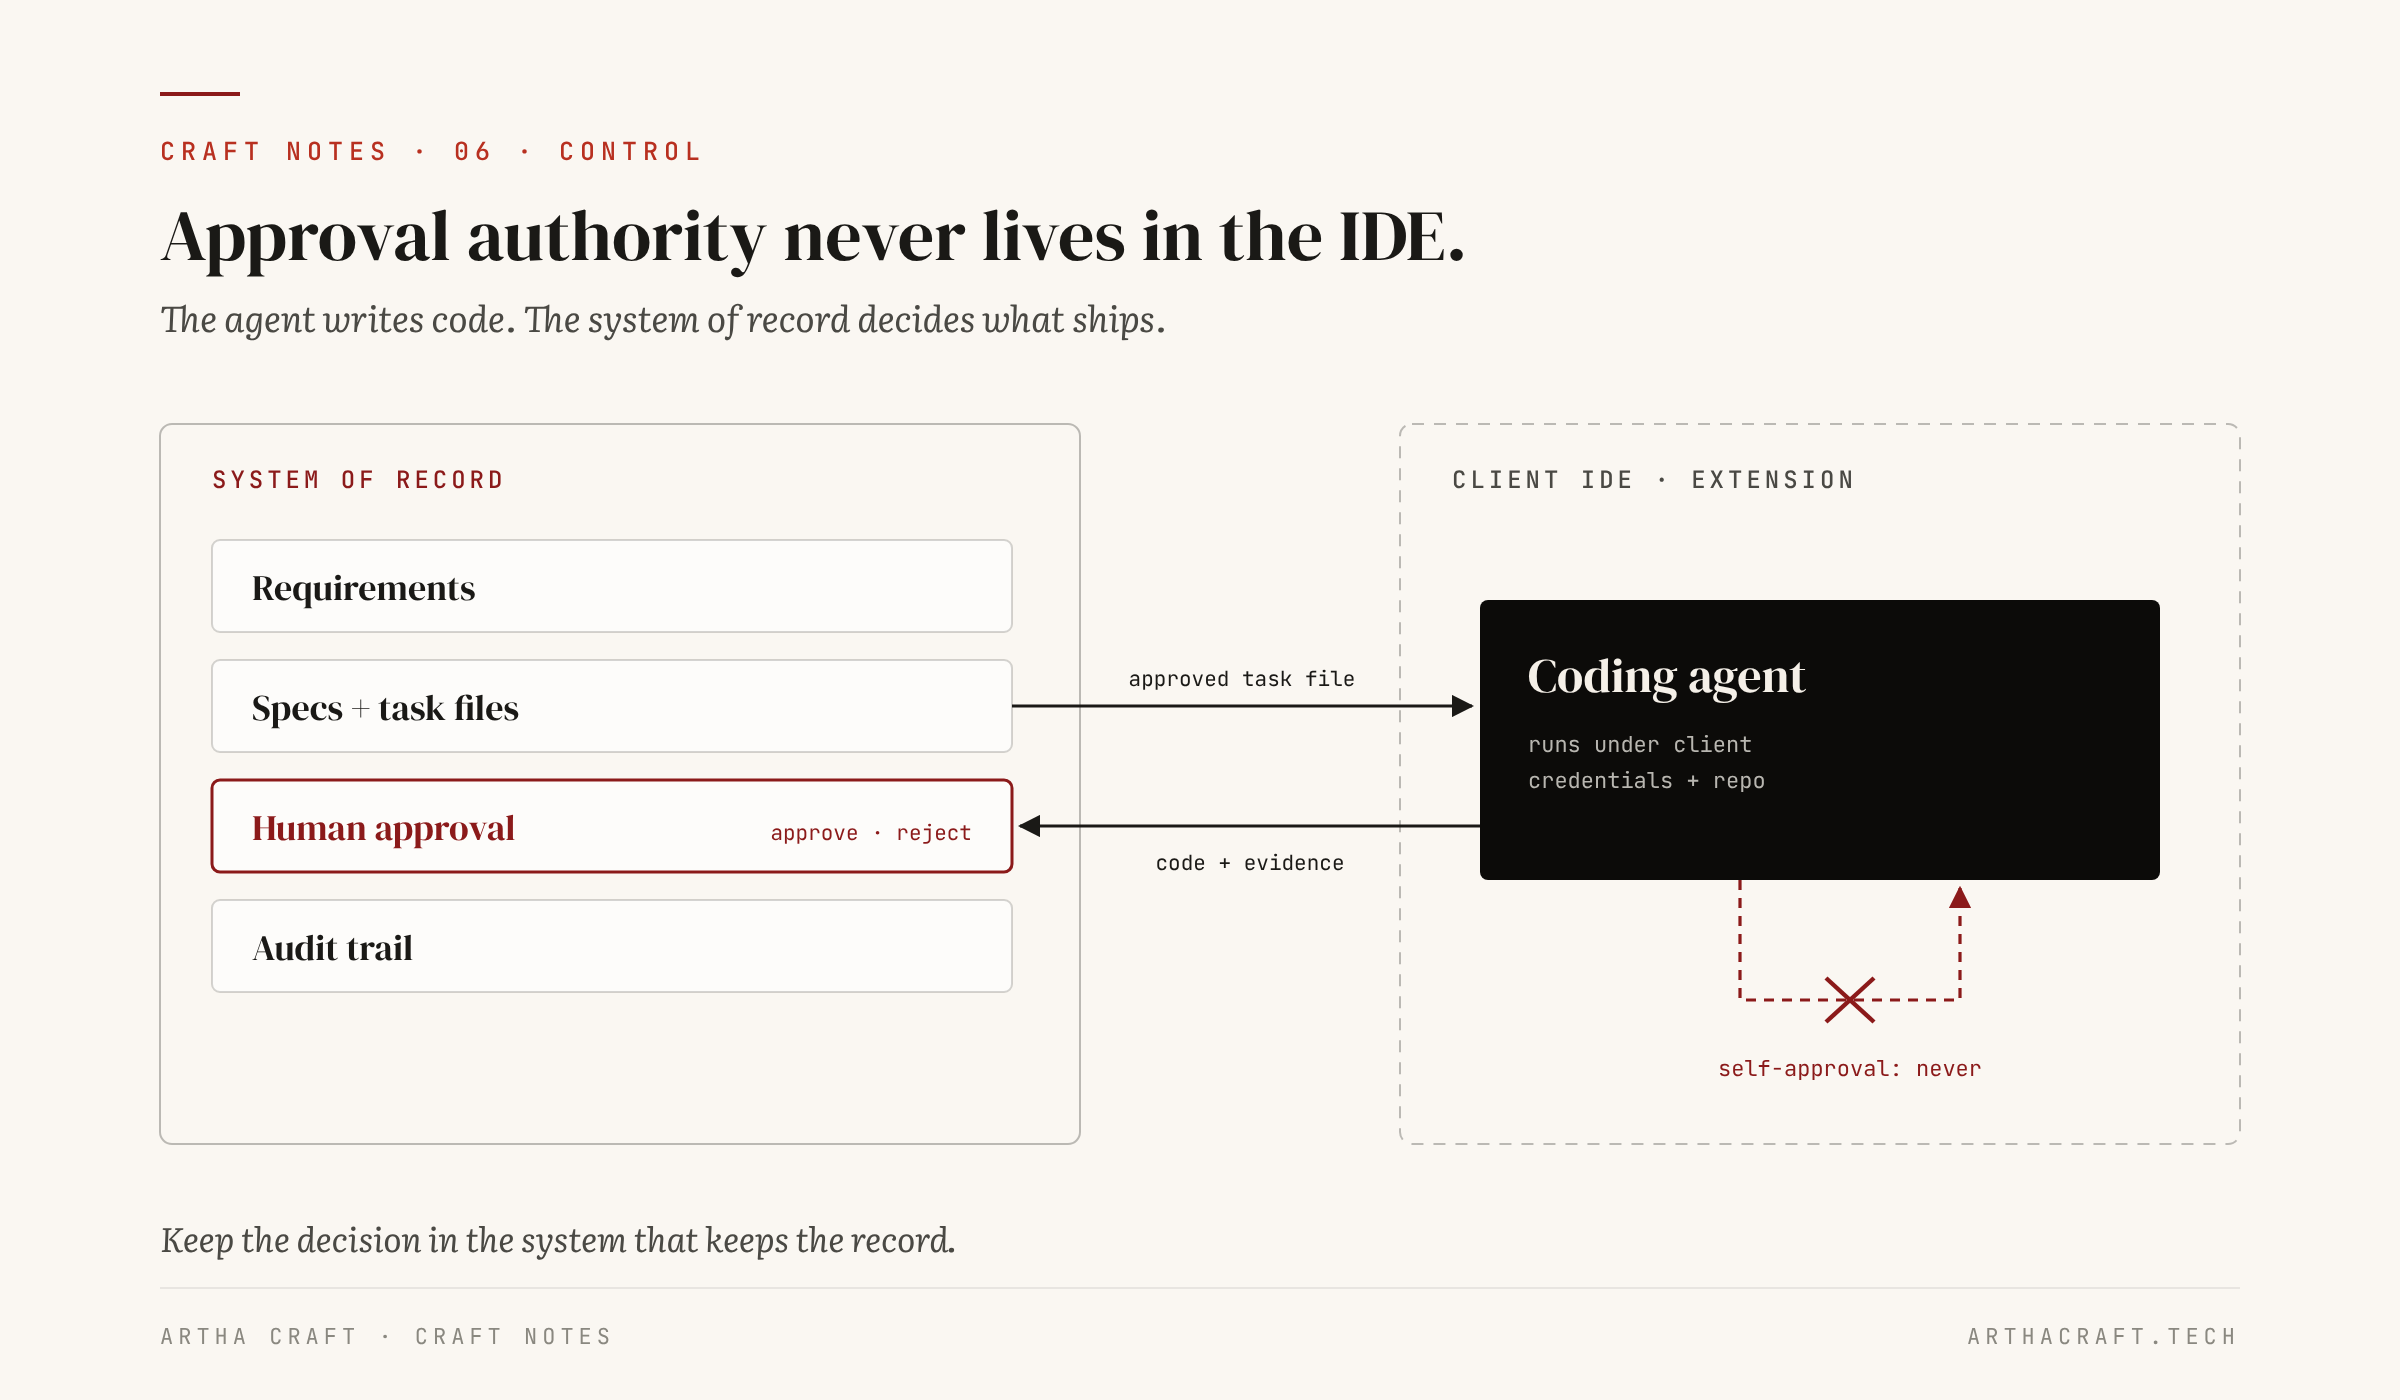 CRAFT NOTES · 06 · CONTROL
Approval authority never lives in the IDE.
The agent writes code. The system of record decides what ships.
SYSTEM OF RECORD
Requirements
Specs + task files
Human approval
approve · reject
Audit trail
approved task file
code + evidence
CLIENT IDE · EXTENSION
Coding agent
runs under client
credentials + repo
self-approval: never
Keep the decision in the system that keeps the record.
ARTHA CRAFT · CRAFT NOTES
ARTHACRAFT.TECH